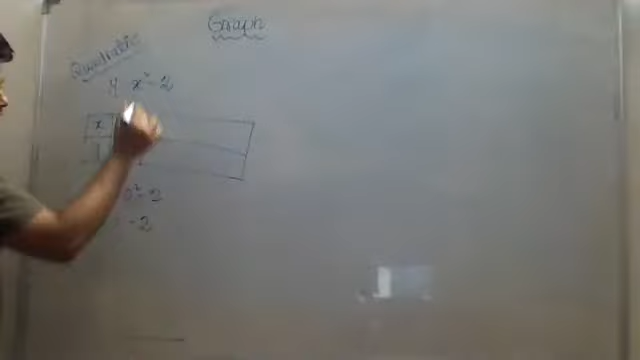 Graph
Quadratic
y x² - 2
x
0² - 2
- 2